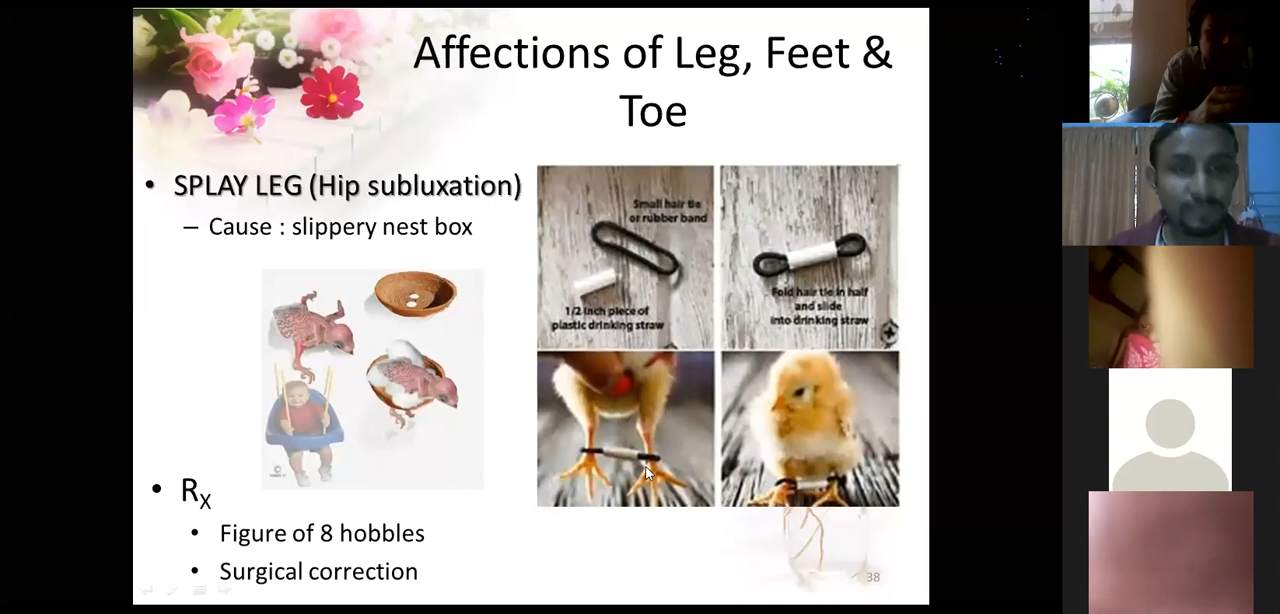 Affections of Leg, Feet &
Toe
• SPLAY LEG (Hip subluxation)
– Cause : slippery nest box
Small hair tie
or rubber band
1/2 inch piece of
plastic drinking straw
Fold hair tie in half
and slide
into drinking straw
• RX
• Figure of 8 hobbles
• Surgical correction
38